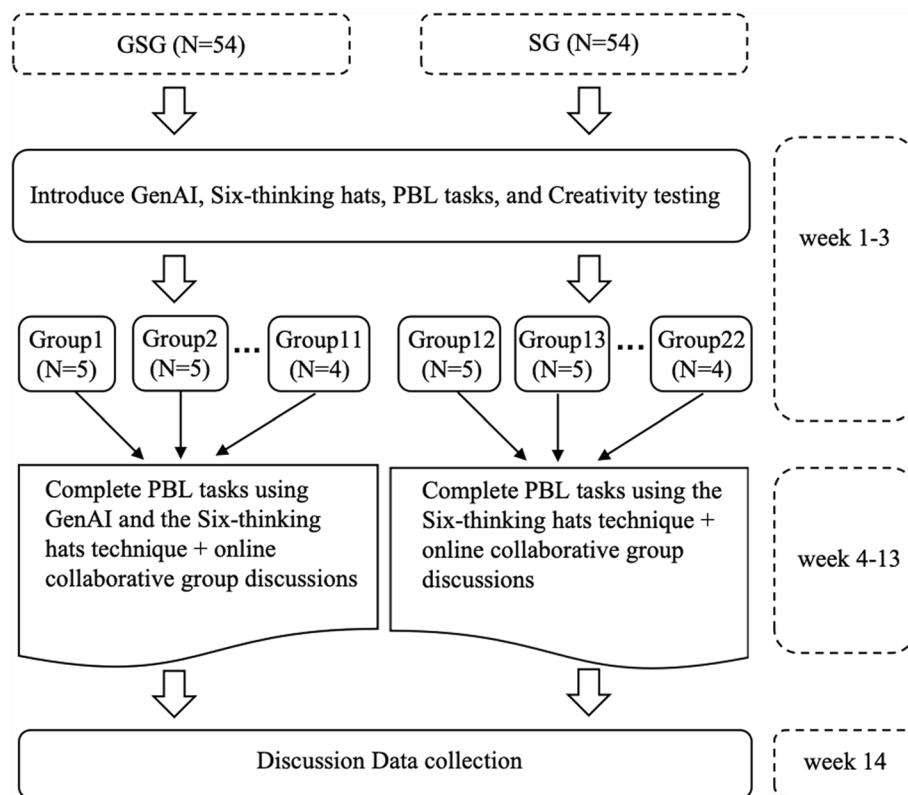 GSG (N=54)
SG (N=54)
Introduce GenAI, Six-thinking hats, PBL tasks, and Creativity testing
week 1-3
Group1
(N=5)
Group2
(N=5)
...
Group11
(N=4)
Group12
(N=5)
Group13
(N=5)
...
Group22
(N=4)
Complete PBL tasks using
GenAI and the Six-thinking
hats technique + online
collaborative group discussions
Complete PBL tasks using the
Six-thinking hats technique +
online collaborative group
discussions
week 4-13
Discussion Data collection
week 14